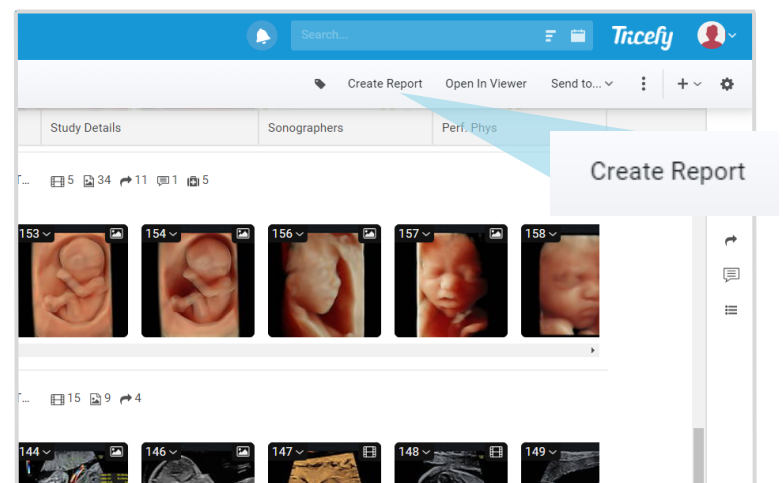 Search...
Tricefy
Create Report
Open In Viewer
Send to...
Study Details
Sonographers
Perf. Phys
Create Report
T...
5
34
11
1
5
153
154
156
157
158
T...
15
9
4
144
146
147
148
149